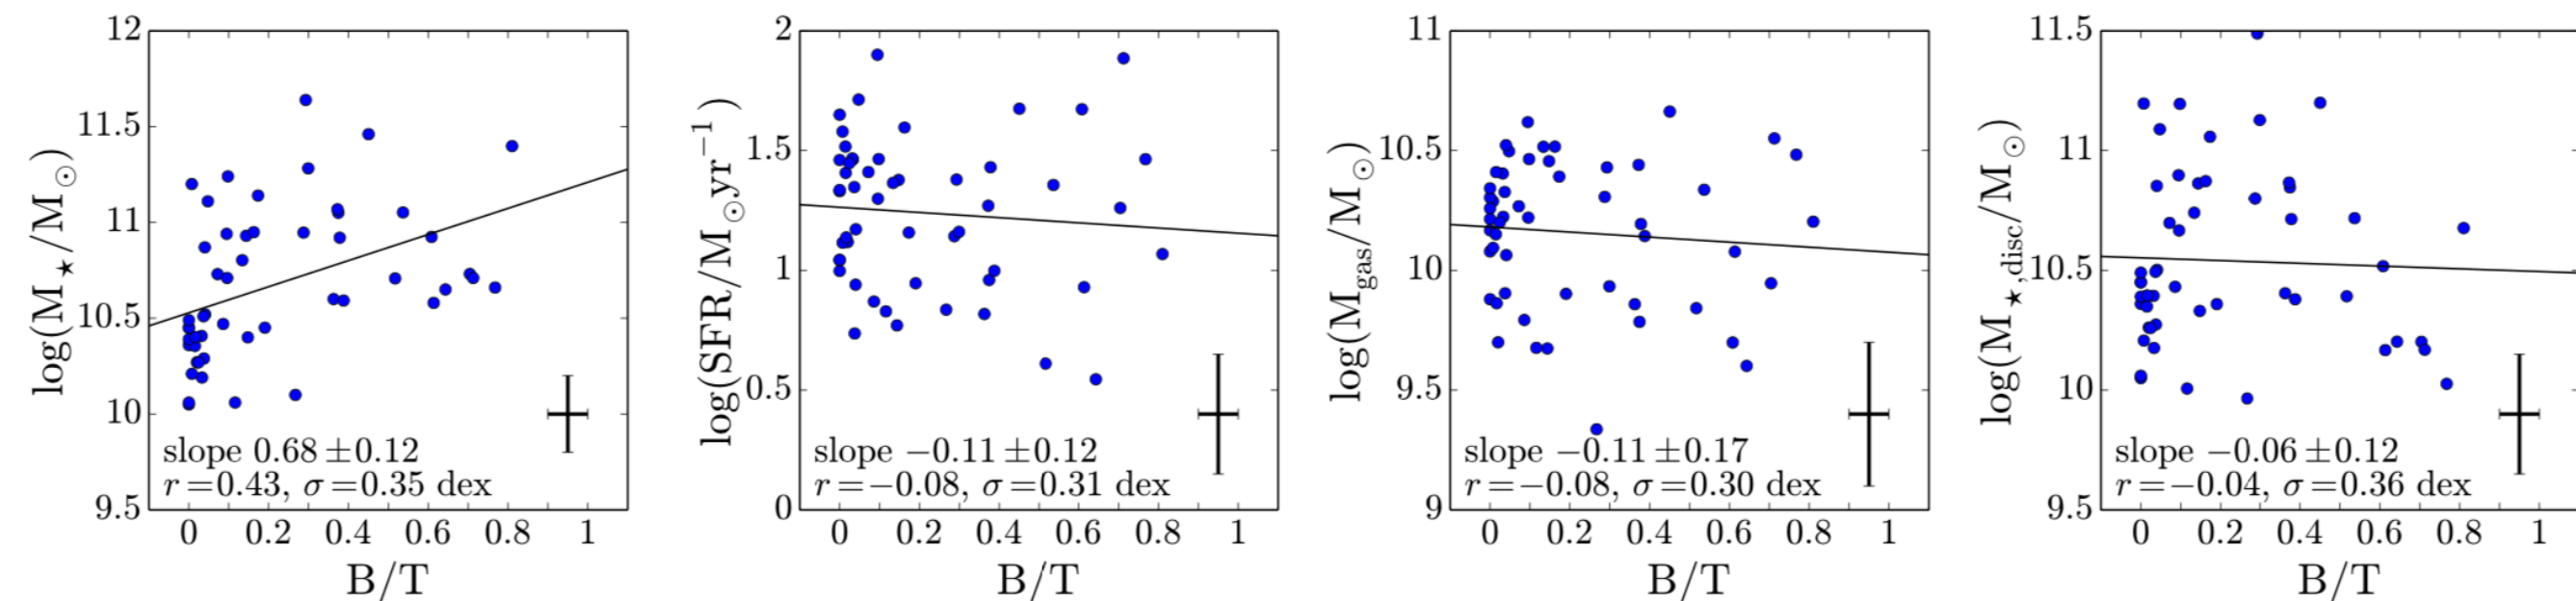 12
11.5
11
10.5
10
9.5
log(M⋆/M⊙)
slope 0.68 ±0.12
r =0.43, σ =0.35 dex
0 0.2 0.4 0.6 0.8 1
B/T
2
1.5
1
0.5
0
log(SFR/M⊙yr⁻¹)
slope −0.11 ±0.12
r =−0.08, σ =0.31 dex
0 0.2 0.4 0.6 0.8 1
B/T
11
10.5
10
9.5
9
log(Mgas/M⊙)
slope −0.11 ±0.17
r =−0.08, σ =0.30 dex
0 0.2 0.4 0.6 0.8 1
B/T
11.5
11
10.5
10
9.5
log(M⋆,disc/M⊙)
slope −0.06 ±0.12
r =−0.04, σ =0.36 dex
0 0.2 0.4 0.6 0.8 1
B/T